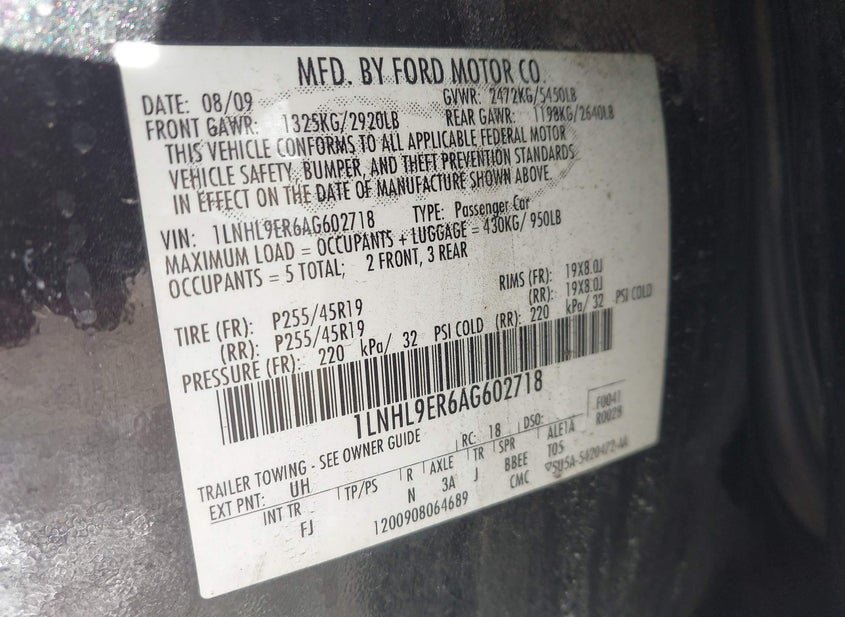 MFD. BY FORD MOTOR CO.
DATE: 08/09 GVWR: 2472KG/5450LB
FRONT GAWR: 1325KG/2920LB REAR GAWR: 1198KG/2640LB
THIS VEHICLE CONFORMS TO ALL APPLICABLE FEDERAL MOTOR
VEHICLE SAFETY, BUMPER, AND THEFT PREVENTION STANDARDS
IN EFFECT ON THE DATE OF MANUFACTURE SHOWN ABOVE.
VIN: 1LNHL9ER6AG602718 TYPE: Passenger Car
MAXIMUM LOAD = OCCUPANTS + LUGGAGE = 430KG/ 950LB
OCCUPANTS = 5 TOTAL; 2 FRONT, 3 REAR
TIRE (FR): P255/45R19 RIMS (FR): 19X8.0J
(RR): P255/45R19 (RR): 19X8.0J
PRESSURE (FR): 220 kPa/ 32 PSI COLD (RR): 220 kPa/ 32 PSI COLD
1LNHL9ER6AG602718
F0041
R0028
TRAILER TOWING - SEE OWNER GUIDE RC: 18 DSO: ALE1A
EXT PNT: UH TP/PS R AXLE TR SPR TOS
N 3A J BBEE
INT TR FJ 1200908064689 CMC